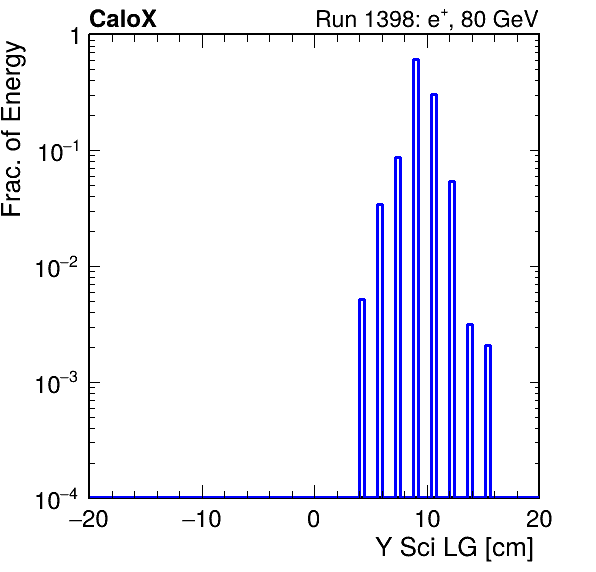 CaloX Run 1398: e⁺, 80 GeV
Frac. of Energy
1
10⁻¹
10⁻²
10⁻³
10⁻⁴
−20 −10 0 10 20
Y Sci LG [cm]